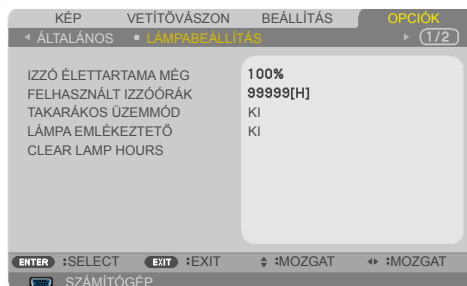 KÉP VETÍTŐVÁSZON BEÁLLÍTÁS OPCIÓK
ÁLTALÁNOS • LÁMPABEÁLLÍTÁS 1/2
IZZÓ ÉLETTARTAMA MÉG 100%
FELHASZNÁLT IZZÓÓRÁK 99999[H]
TAKARÁKOS ÜZEMMÓD KI
LÁMPA EMLÉKEZTETŐ KI
CLEAR LAMP HOURS
ENTER :SELECT EXIT :EXIT :MOZGAT :MOZGAT
SZÁMÍTÓGÉP